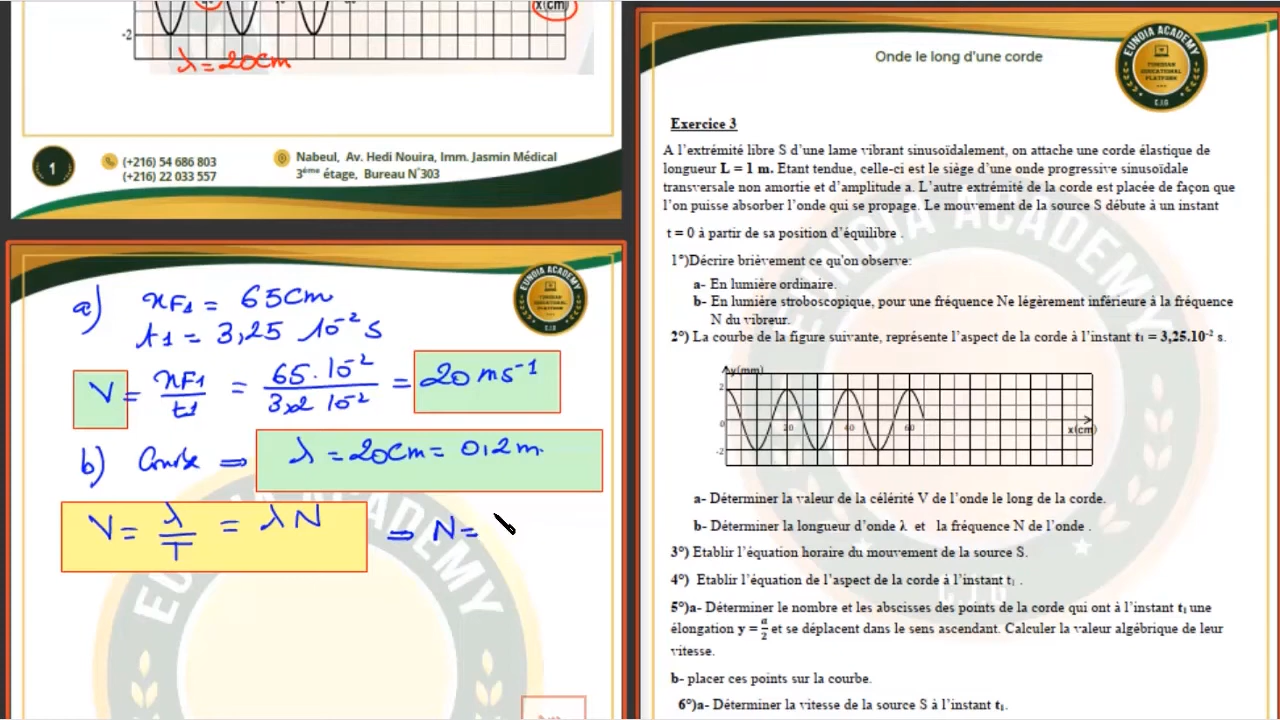 x(cm)
-2
λ = 20cm
1
(+216) 54 686 803
(+216) 22 033 557
Nabeul, Av. Hedi Nouira, Imm. Jasmin Médical
3ème étage, Bureau N°303
EUNOIA ACADEMY
a) xF1 = 65cm
t1 = 3,25 10⁻² s
V = xF1/t1 = 65.10⁻²/3,2 10⁻² = 20 ms⁻¹
b) Courbe ⇒ λ = 20cm = 0,2 m.
V = λ/T = λN ⇒ N =
Onde le long d'une corde
EUNOIA ACADEMY
TUNISIAN
EDUCATIONAL
PLATFORM
Exercice 3
A l'extrémité libre S d'une lame vibrant sinusoïdalement, on attache une corde élastique de
longueur L = 1 m. Etant tendue, celle-ci est le siège d'une onde progressive sinusoïdale
transversale non amortie et d'amplitude a. L'autre extrémité de la corde est placée de façon que
l'on puisse absorber l'onde qui se propage. Le mouvement de la source S débute à un instant
t = 0 à partir de sa position d'équilibre .
1°)Décrire brièvement ce qu'on observe:
a- En lumière ordinaire.
b- En lumière stroboscopique, pour une fréquence Ne légèrement inférieure à la fréquence
N du vibreur.
2°) La courbe de la figure suivante, représente l'aspect de la corde à l'instant t₁ = 3,25.10⁻² s.
y(mm)
2
0
20
40
60
x(cm)
-2
a- Déterminer la valeur de la célérité V de l'onde le long de la corde.
b- Déterminer la longueur d'onde λ et la fréquence N de l'onde .
3°) Etablir l'équation horaire du mouvement de la source S.
4°) Etablir l'équation de l'aspect de la corde à l'instant t₁ .
5°)a- Déterminer le nombre et les abscisses des points de la corde qui ont à l'instant t₁ une
élongation y = a/2 et se déplacent dans le sens ascendant. Calculer la valeur algébrique de leur
vitesse.
b- placer ces points sur la courbe.
6°)a- Déterminer la vitesse de la source S à l'instant t₁.